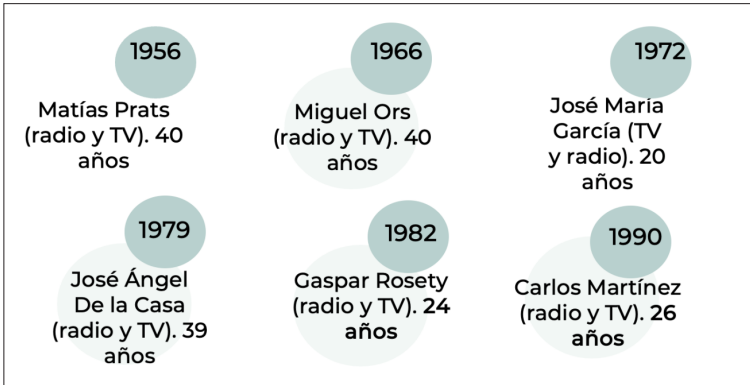 1956
Matías Prats
(radio y TV). 40
años
1966
Miguel Ors
(radio y TV). 40
años
1972
José María
García (TV
y radio). 20
años
1979
José Ángel
De la Casa
(radio y TV). 39
años
1982
Gaspar Rosety
(radio y TV). 24
años
1990
Carlos Martínez
(radio y TV). 26
años